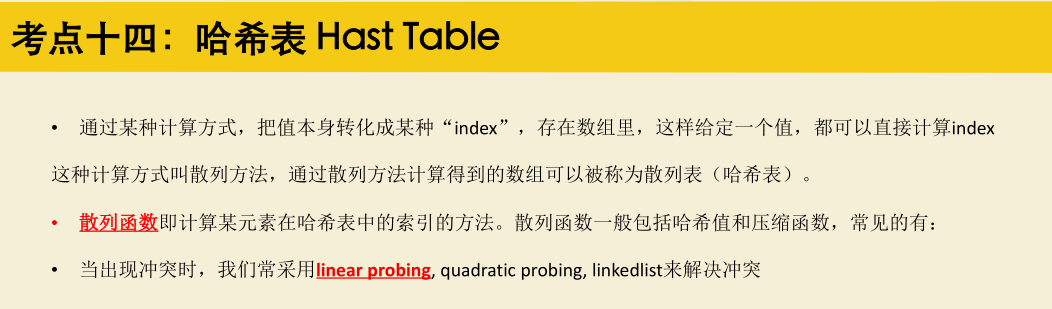 考点十四：哈希表 Hast Table
• 通过某种计算方式，把值本身转化成某种“index”，存在数组里，这样给定一个值，都可以直接计算index
这种计算方式叫散列方法，通过散列方法计算得到的数组可以被称为散列表（哈希表）。
• 散列函数即计算某元素在哈希表中的索引的方法。散列函数一般包括哈希值和压缩函数，常见的有：
• 当出现冲突时，我们常采用linear probing, quadratic probing, linkedlist来解决冲突